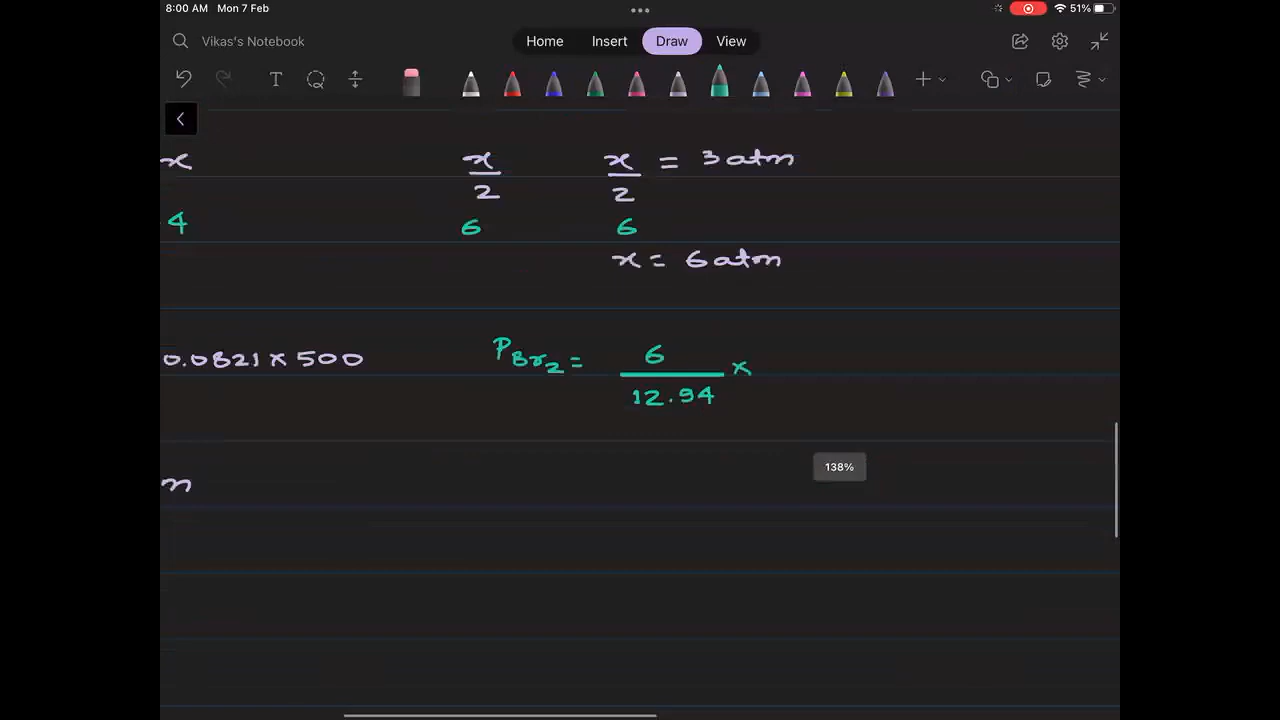 8:00 AM Mon 7 Feb
51%
Vikas's Notebook
Home Insert Draw View
x x/2 x/2 = 3 atm
4 6 6
x = 6 atm
0.0821 x 500 PBr2 = 6/12.94 x
138%
m